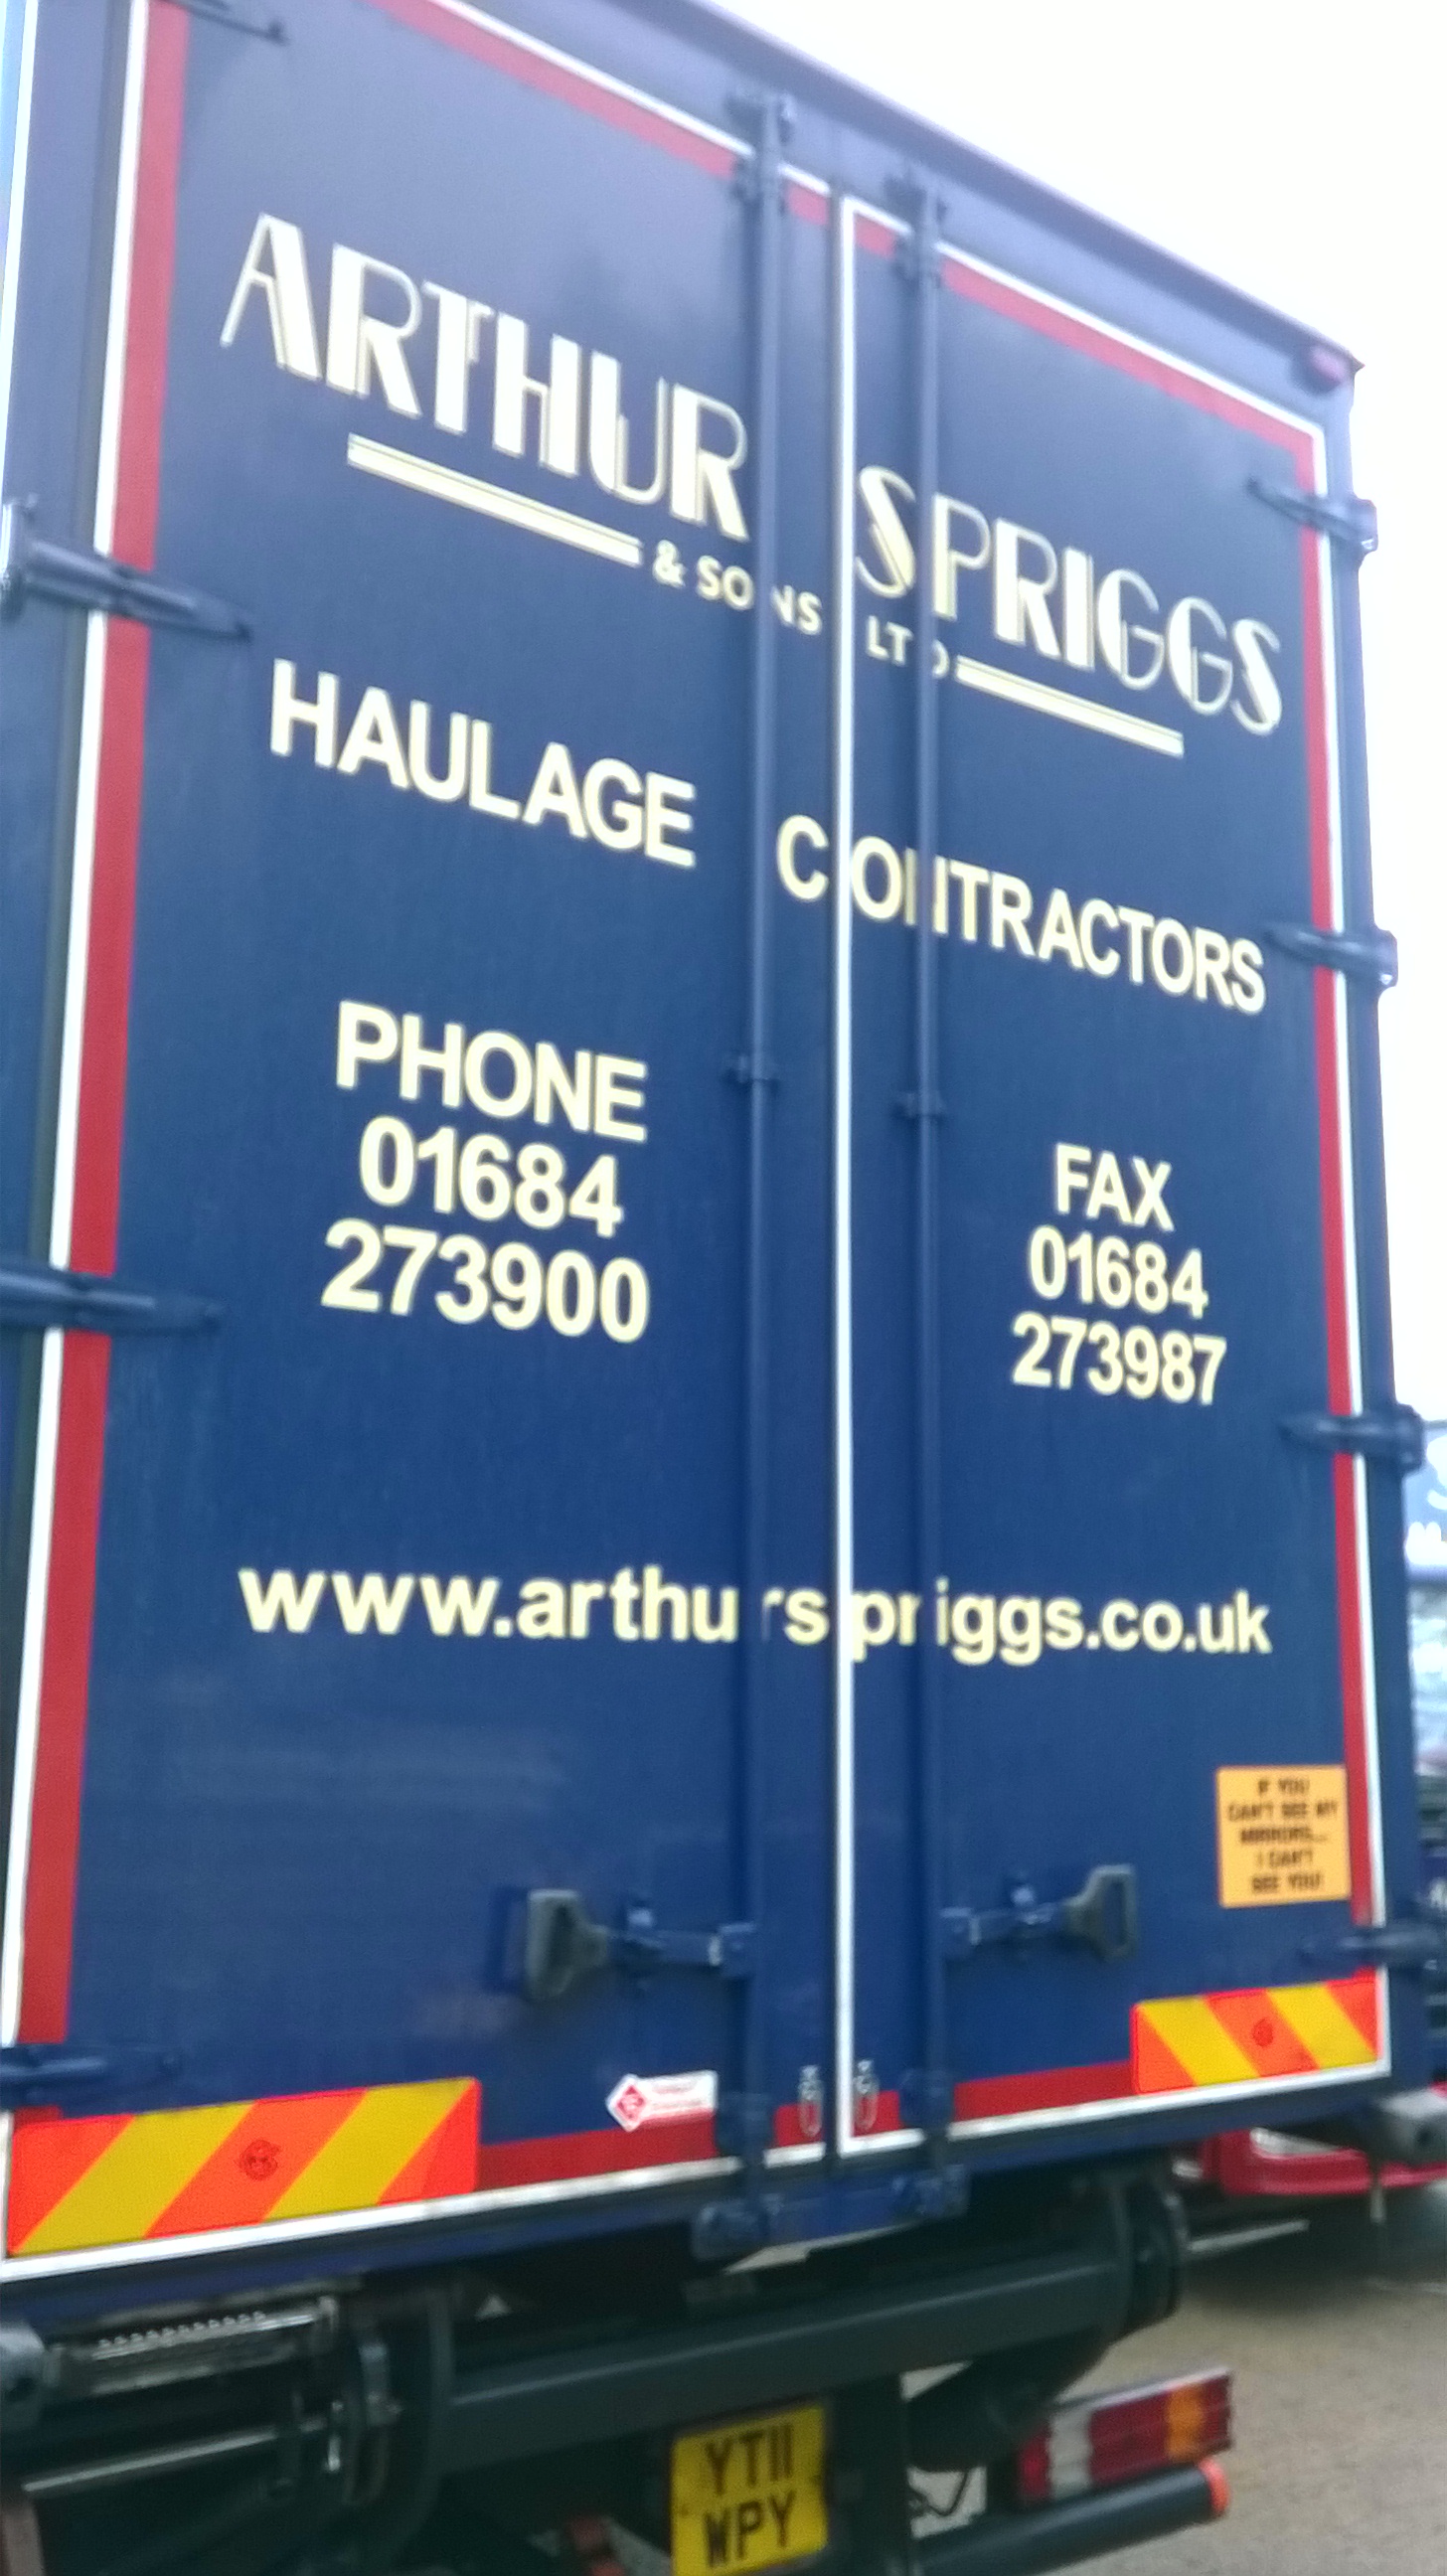 ARTHUR SPRIGGS
& SONS LTD
HAULAGE CONTRACTORS
PHONE
01684
273900
FAX
01684
273987
www.arthurspriggs.co.uk
IF YOU
CAN'T SEE MY
MIRRORS...
I CAN'T
SEE YOU!
YT11
WPY